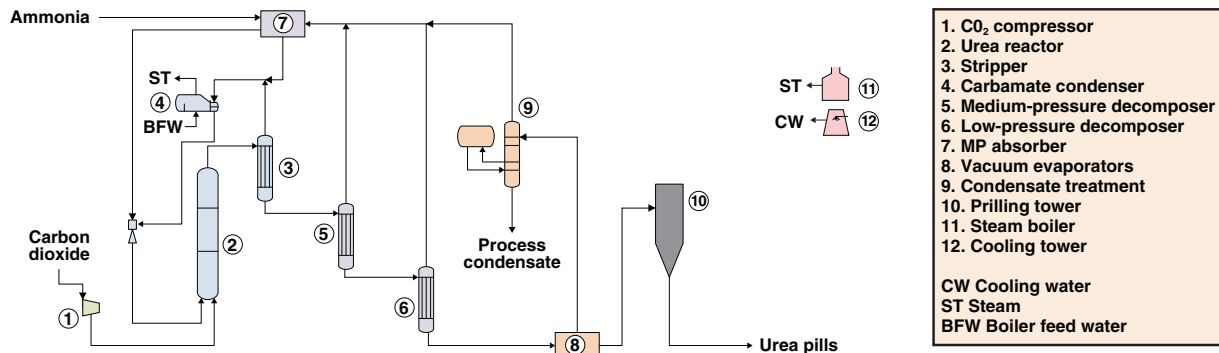 Ammonia
7
ST
4
BFW
3
9
ST
11
CW
12
Carbon
dioxide
2
5
10
Process
condensate
1
6
8
Urea pills
1. C0₂ compressor
2. Urea reactor
3. Stripper
4. Carbamate condenser
5. Medium-pressure decomposer
6. Low-pressure decomposer
7. MP absorber
8. Vacuum evaporators
9. Condensate treatment
10. Prilling tower
11. Steam boiler
12. Cooling tower
CW Cooling water
ST Steam
BFW Boiler feed water